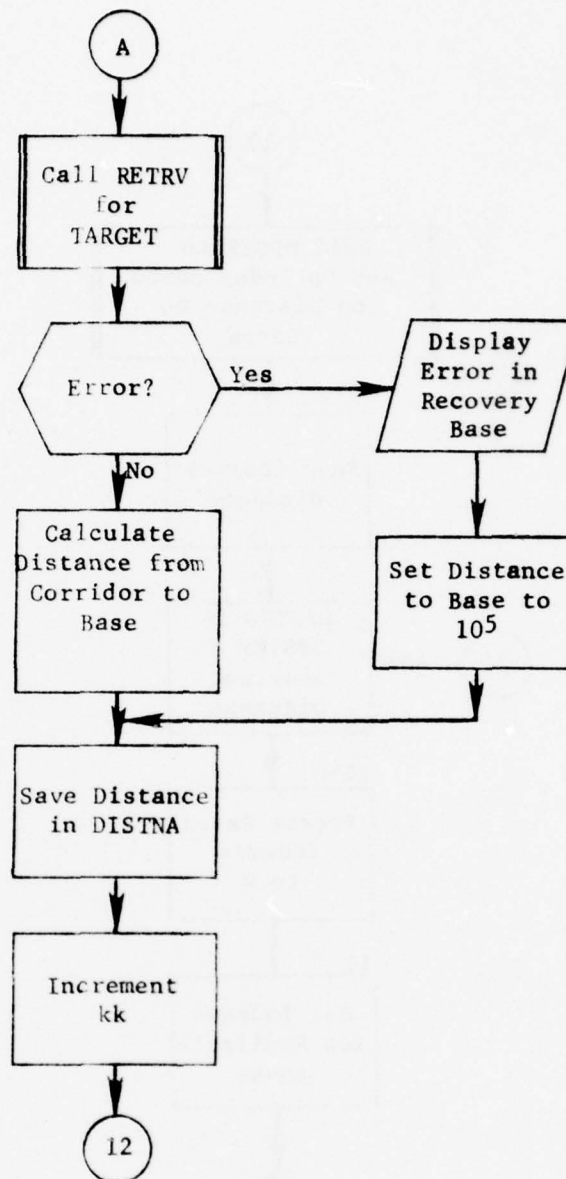 A
Call RETRV
for
TARGET
Error?
Yes
Display
Error in
Recovery
Base
No
Calculate
Distance from
Corridor to
Base
Set Distance
to Base to
10⁵
Save Distance
in DISTNA
Increment
kk
12